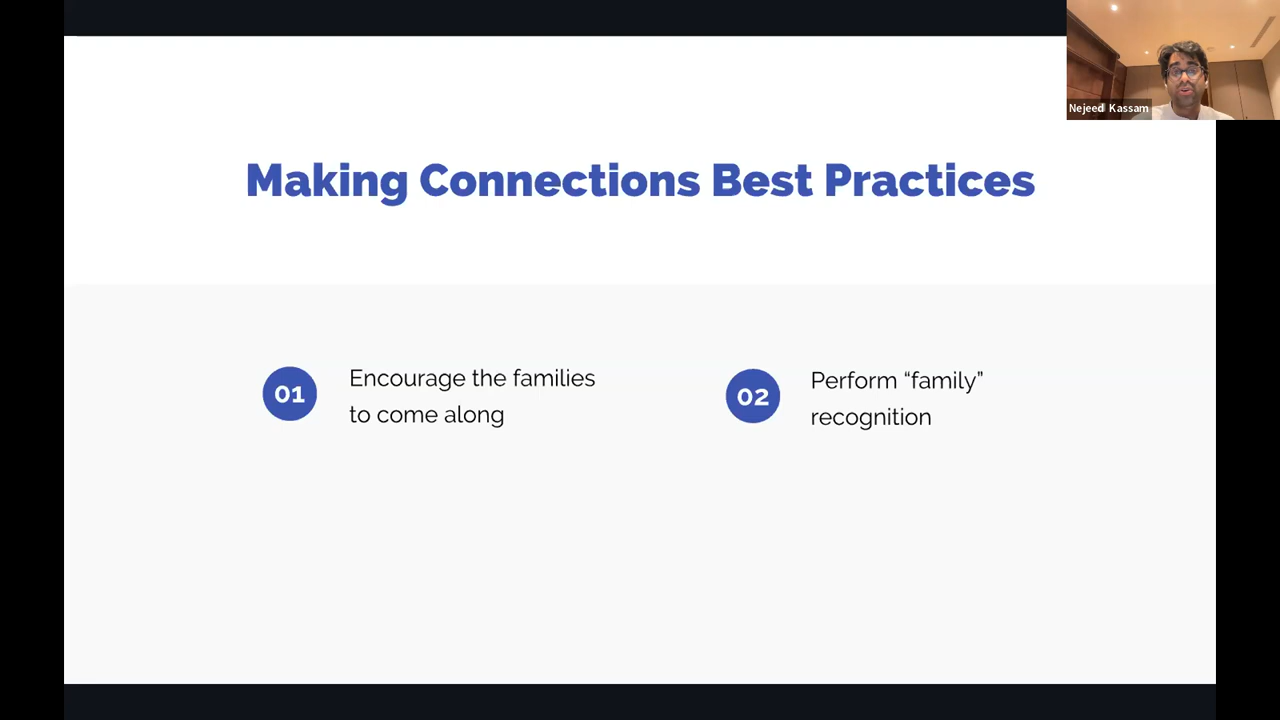 Nejeed Kassam
Making Connections Best Practices
01
Encourage the families
to come along
02
Perform “family”
recognition